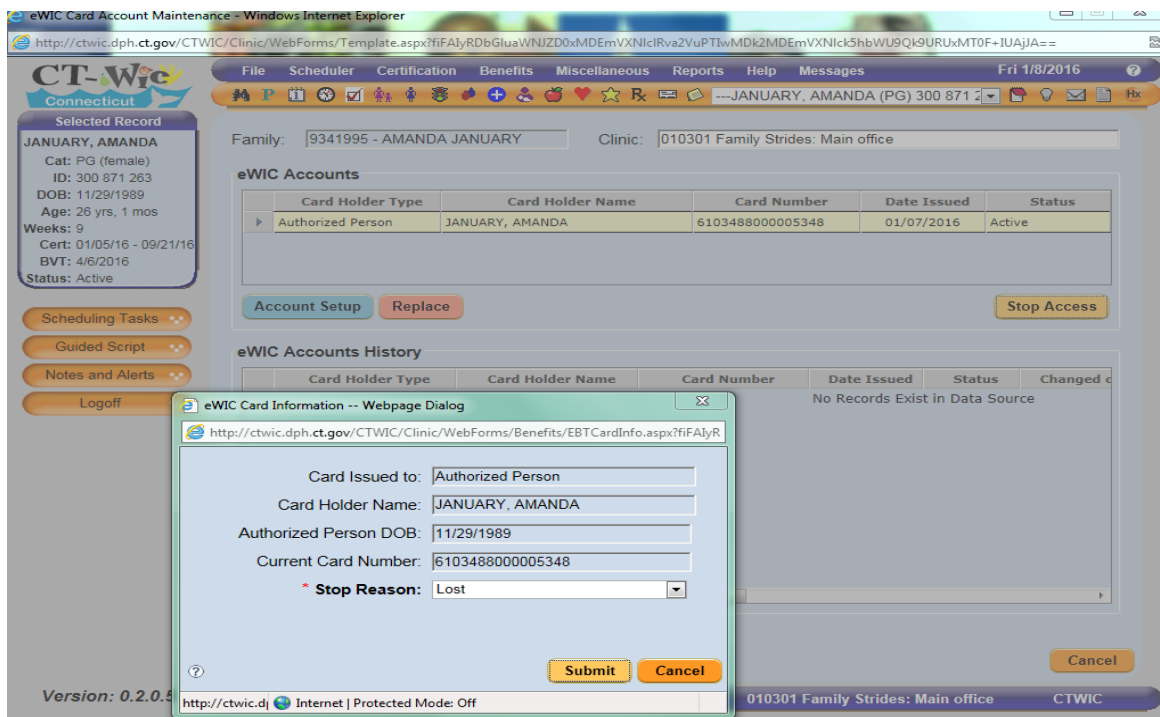 eWIC Card Account Maintenance - Windows Internet Explorer
http://ctwic.dph.ct.gov/CTWIC/Clinic/WebForms/Template.aspx?
CT-Wic
Connecticut
File Scheduler Certification Benefits Miscellaneous Reports Help Messages Fri 1/8/2016
---JANUARY, AMANDA (PG) 300 871 2
Hx
Selected Record
JANUARY, AMANDA
Cat: PG (female)
ID: 300 871 263
DOB: 11/29/1989
Age: 26 yrs, 1 mos
Weeks: 9
Cert: 01/05/16 - 09/21/16
BVT: 4/6/2016
Status: Active
Scheduling Tasks
Guided Script
Notes and Alerts
Logoff
Family: 9341995 - AMANDA JANUARY Clinic: 010301 Family Strides: Main office
eWIC Accounts
Card Holder Type Card Holder Name Card Number Date Issued Status
Authorized Person JANUARY, AMANDA 6103488000005348 01/07/2016 Active
Account Setup Replace Stop Access
eWIC Accounts History
Card Holder Type Card Holder Name Card Number Date Issued Status Changed
No Records Exist in Data Source
eWIC Card Information -- Webpage Dialog
http://ctwic.dph.ct.gov/CTWIC/Clinic/WebForms/Benefits/EBTCardInfo.aspx?fiFAIyR
Card Issued to: Authorized Person
Card Holder Name: JANUARY, AMANDA
Authorized Person DOB: 11/29/1989
Current Card Number: 6103488000005348
* Stop Reason: Lost
Submit Cancel
http://ctwic.d Internet | Protected Mode: Off
Cancel
Version: 0.2.0. 010301 Family Strides: Main office CTWIC